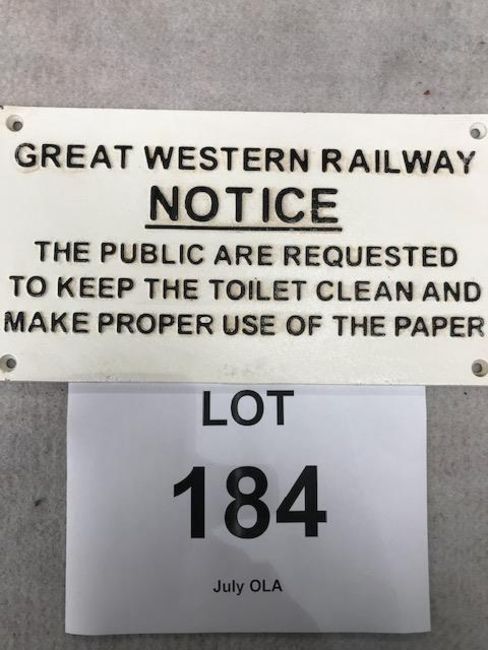 GREAT WESTERN RAILWAY
NOTICE
THE PUBLIC ARE REQUESTED
TO KEEP THE TOILET CLEAN AND
MAKE PROPER USE OF THE PAPER
LOT
184
July OLA